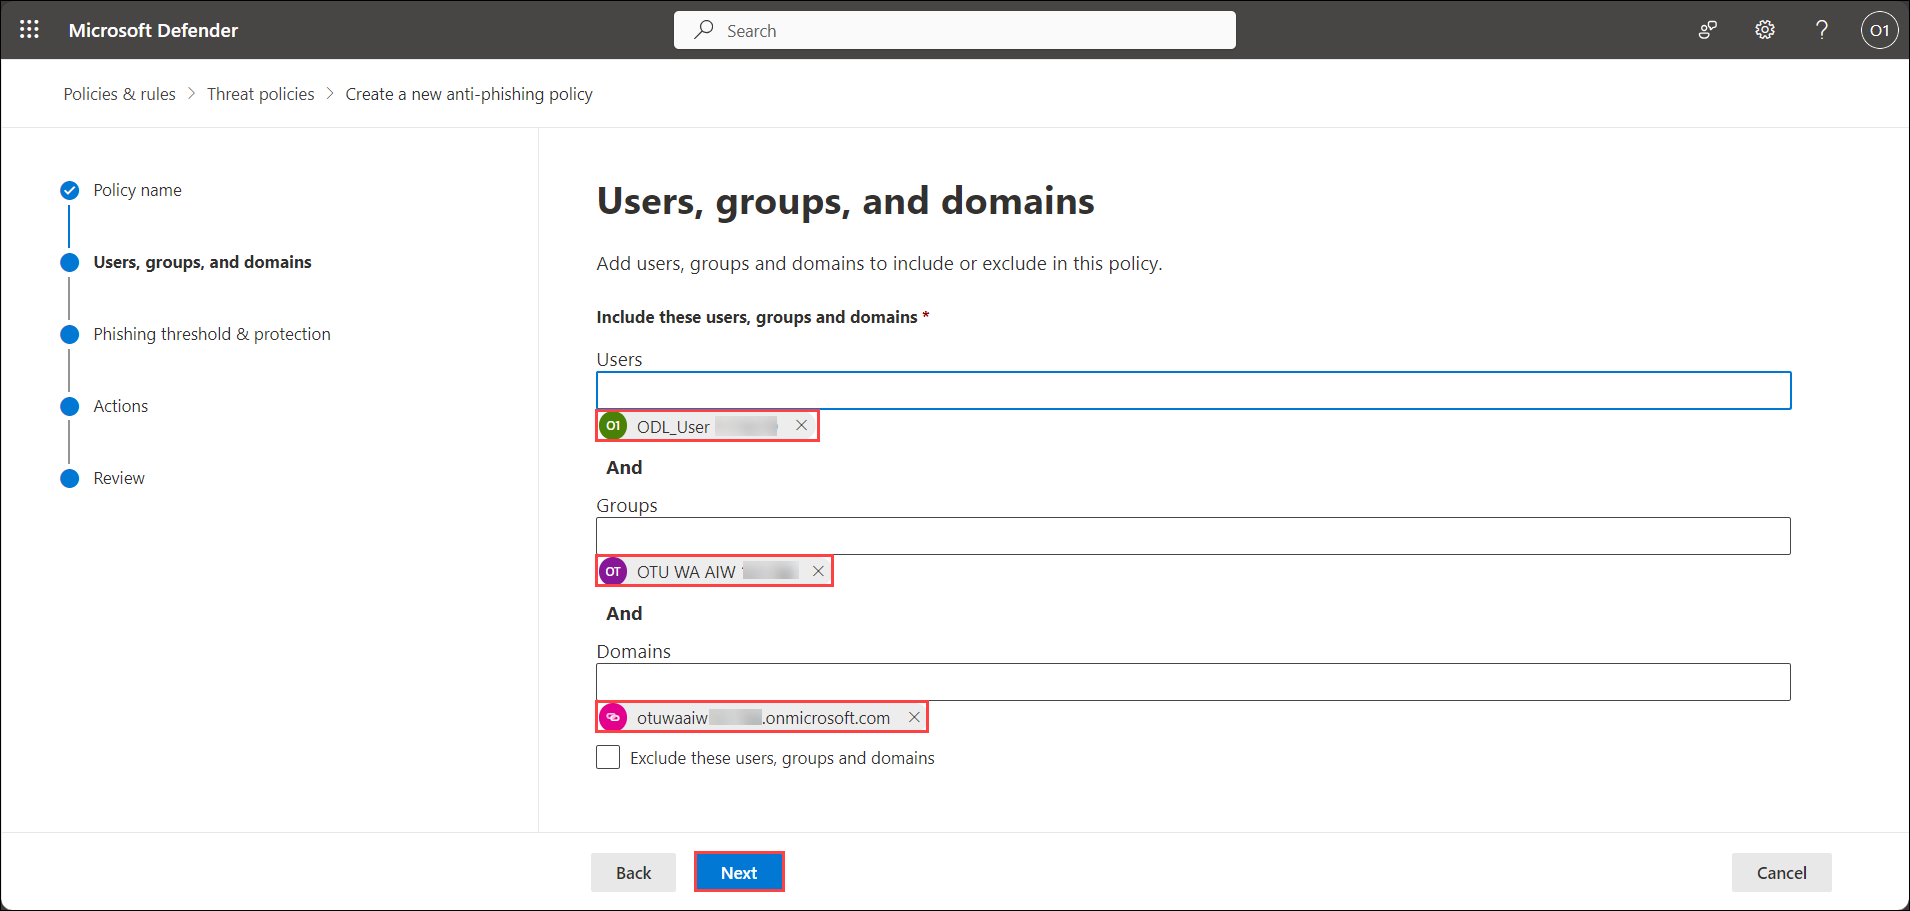 Microsoft Defender
Search
O1
Policies & rules > Threat policies > Create a new anti-phishing policy
Policy name
Users, groups, and domains
Phishing threshold & protection
Actions
Review
Users, groups, and domains
Add users, groups and domains to include or exclude in this policy.
Include these users, groups and domains *
Users
O1 ODL_User
And
Groups
OT OTU WA AIW
And
Domains
otuwaaiw .onmicrosoft.com
Exclude these users, groups and domains
Back
Next
Cancel